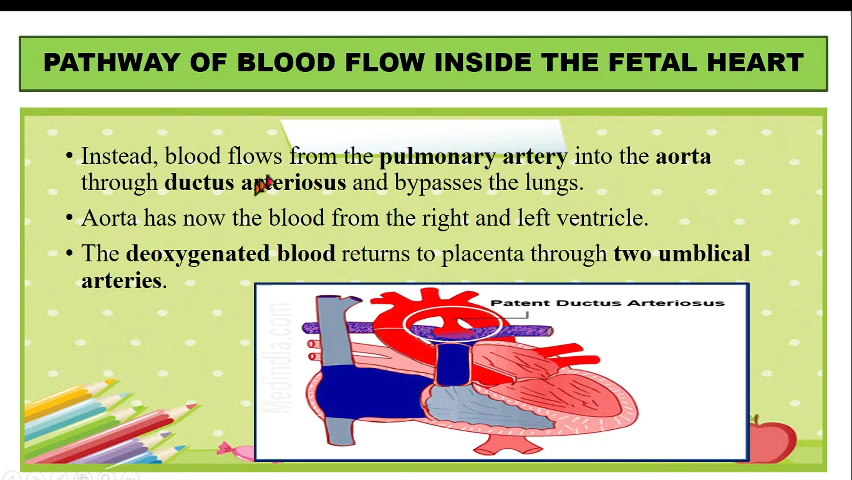 PATHWAY OF BLOOD FLOW INSIDE THE FETAL HEART
• Instead, blood flows from the pulmonary artery into the aorta
through ductus arteriosus and bypasses the lungs.
• Aorta has now the blood from the right and left ventricle.
• The deoxygenated blood returns to placenta through two umblical
arteries.
Patent Ductus Arteriosus
Medindia.com